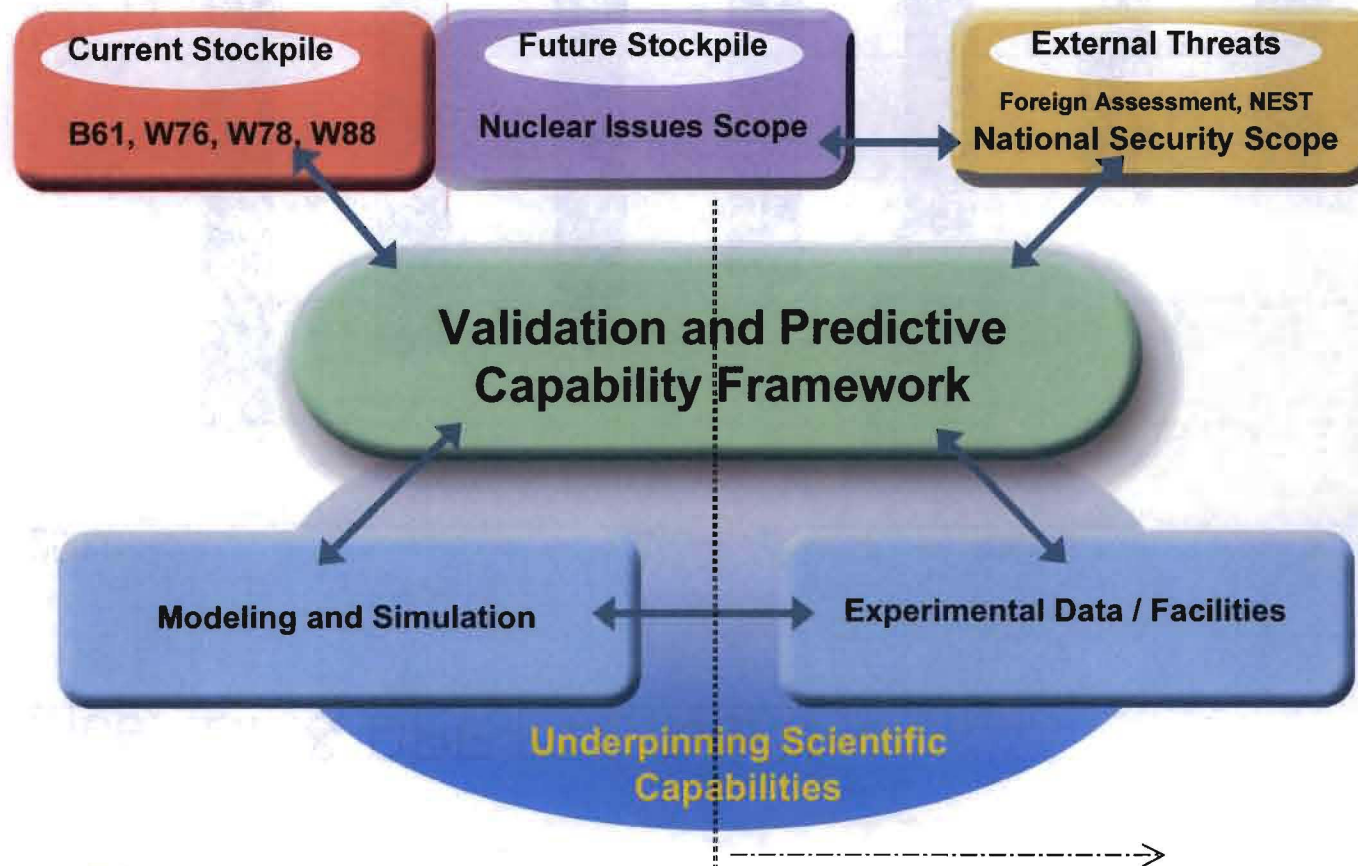 Current Stockpile
B61, W76, W78, W88
Future Stockpile
Nuclear Issues Scope
External Threats
Foreign Assessment, NEST
National Security Scope
Validation and Predictive
Capability Framework
Modeling and Simulation
Experimental Data / Facilities
Underpinning Scientific
Capabilities